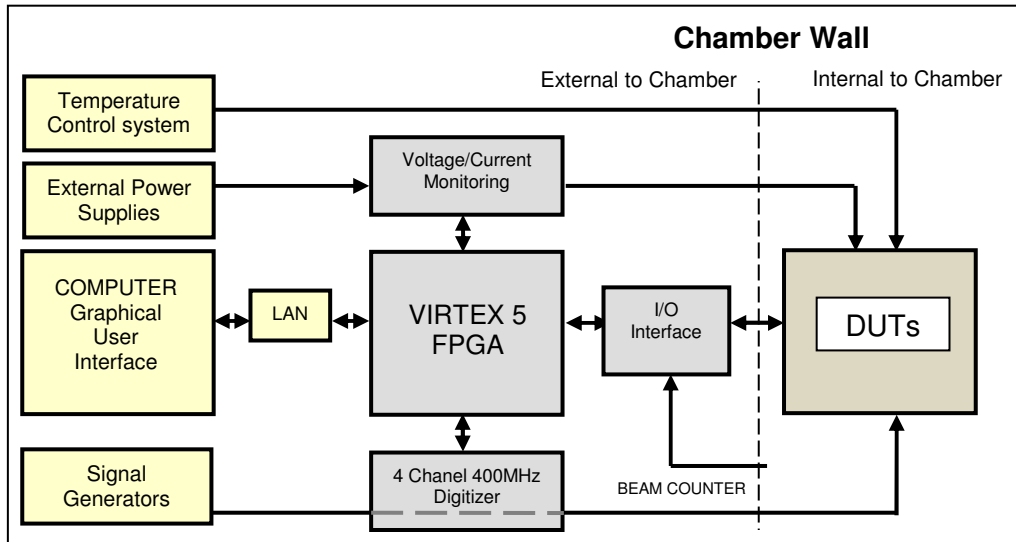 Chamber Wall
External to Chamber
Internal to Chamber
Temperature
Control system
Voltage/Current
Monitoring
External Power
Supplies
COMPUTER
Graphical
User
Interface
LAN
VIRTEX 5
FPGA
I/O
Interface
DUTs
Signal
Generators
4 Chanel 400MHz
Digitizer
BEAM COUNTER